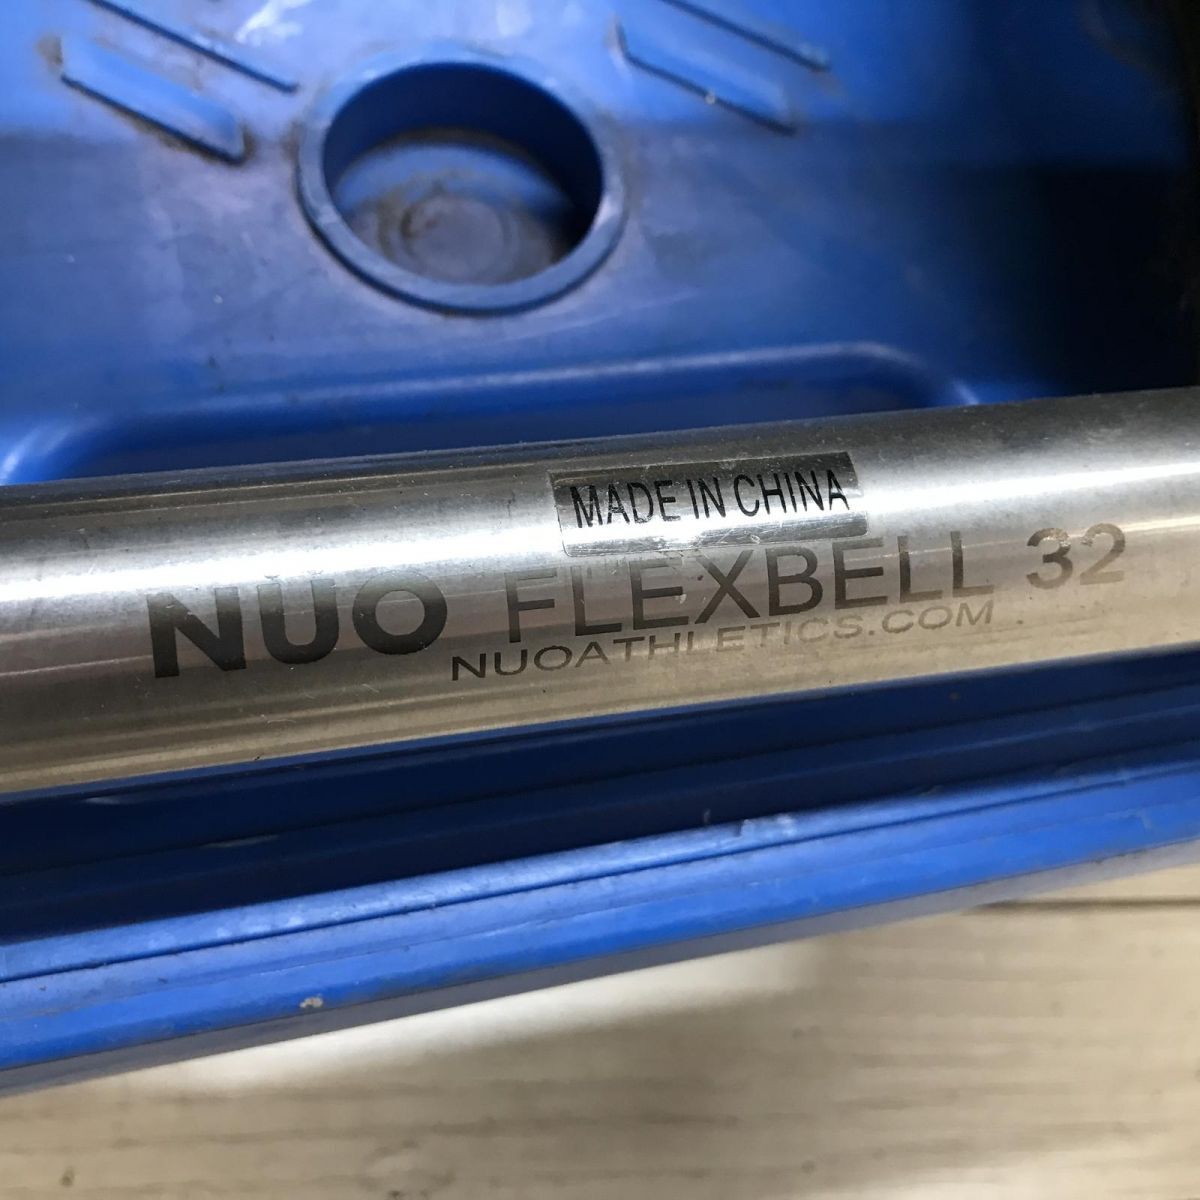 MADE IN CHINA
NUO FLEXBELL 32
NUOATHLETICS.COM